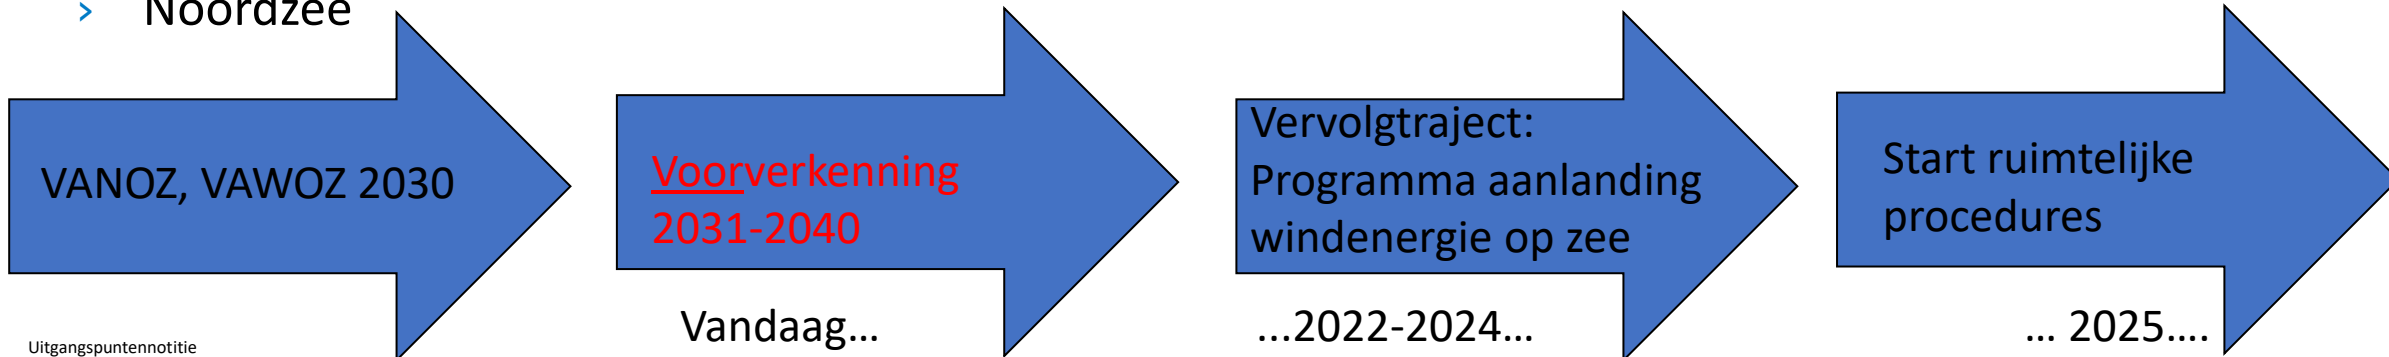 › Noordzee
VANOZ, VAWOZ 2030
Voorverkenning
2031-2040
Vervolgtraject:
Programma aanlanding
windenergie op zee
Start ruimtelijke
procedures
Vandaag…
...2022-2024…
… 2025….
Uitgangspuntennotitie